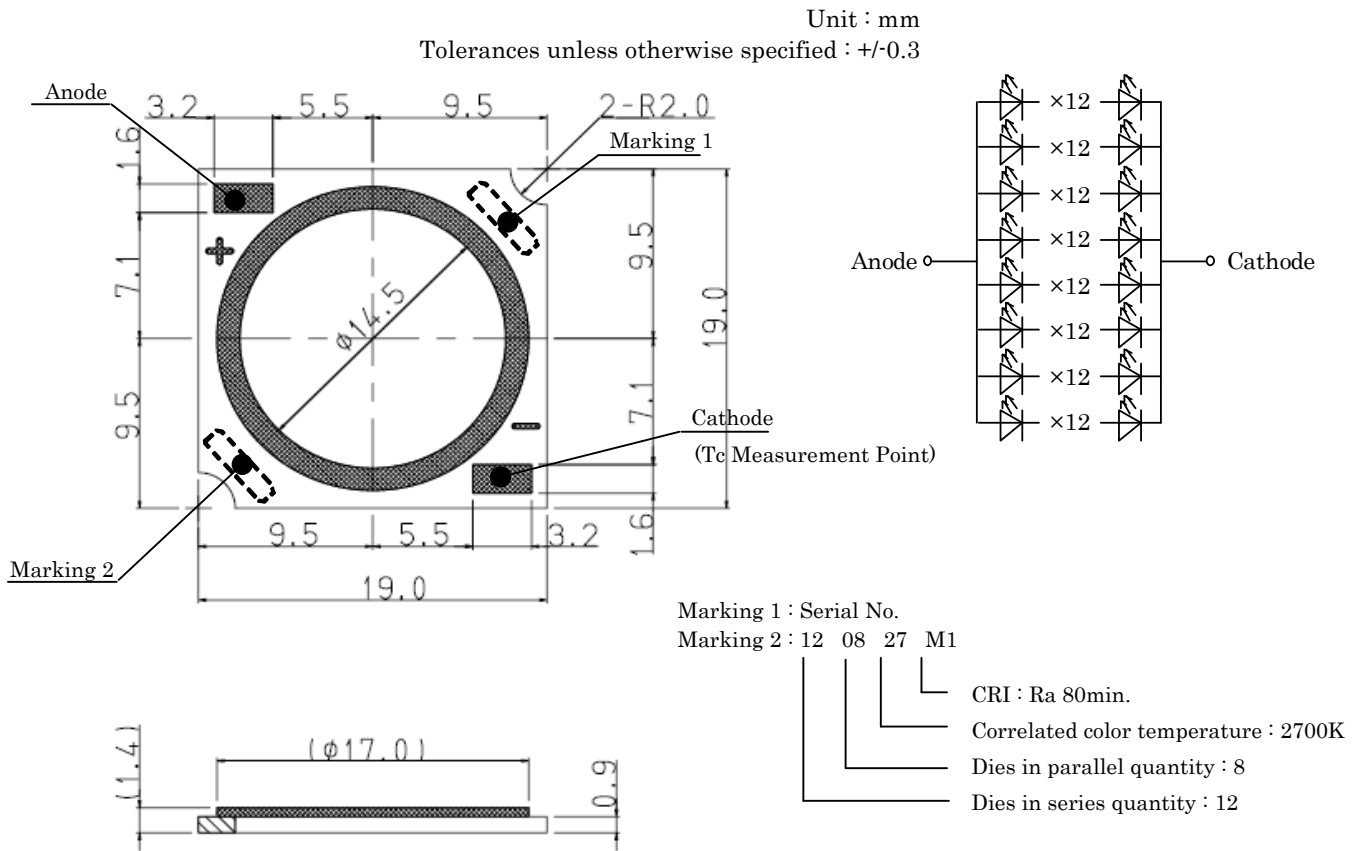 Unit : mm
Tolerances unless otherwise specified : +/-0.3
Anode
3.2
5.5
9.5
2-R2.0
Marking 1
1.6
7.1
9.5
+
ϕ14.5
9.5
19.0
7.1
1.6
-
Cathode
(Tc Measurement Point)
9.5
5.5
3.2
19.0
Marking 2
×12
×12
×12
×12
Anode
Cathode
×12
×12
×12
×12
Marking 1 : Serial No.
Marking 2 : 12 08 27 M1
CRI : Ra 80min.
Correlated color temperature : 2700K
Dies in parallel quantity : 8
Dies in series quantity : 12
(ϕ17.0)
(1.4)
0.9